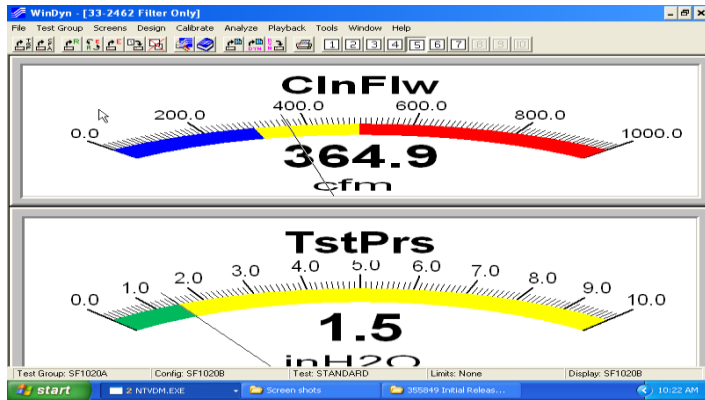 WinDyn - [33-2462 Filter Only]
File Test Group Screens Design Calibrate Analyze Playback Tools Window Help
1 2 3 4 5 6 7 8 9 10
ClnFlw
0.0 200.0 400.0 600.0 800.0 1000.0
364.9
cfm
TstPrs
0.0 1.0 2.0 3.0 4.0 5.0 6.0 7.0 8.0 9.0 10.0
1.5
inH2O
Test Group: SF1020A Config: SF1020B Test: STANDARD Limits: None Display: SF1020B
start 2 NTVDM.EXE Screen shots 355849 Initial Releas... 10:22 AM